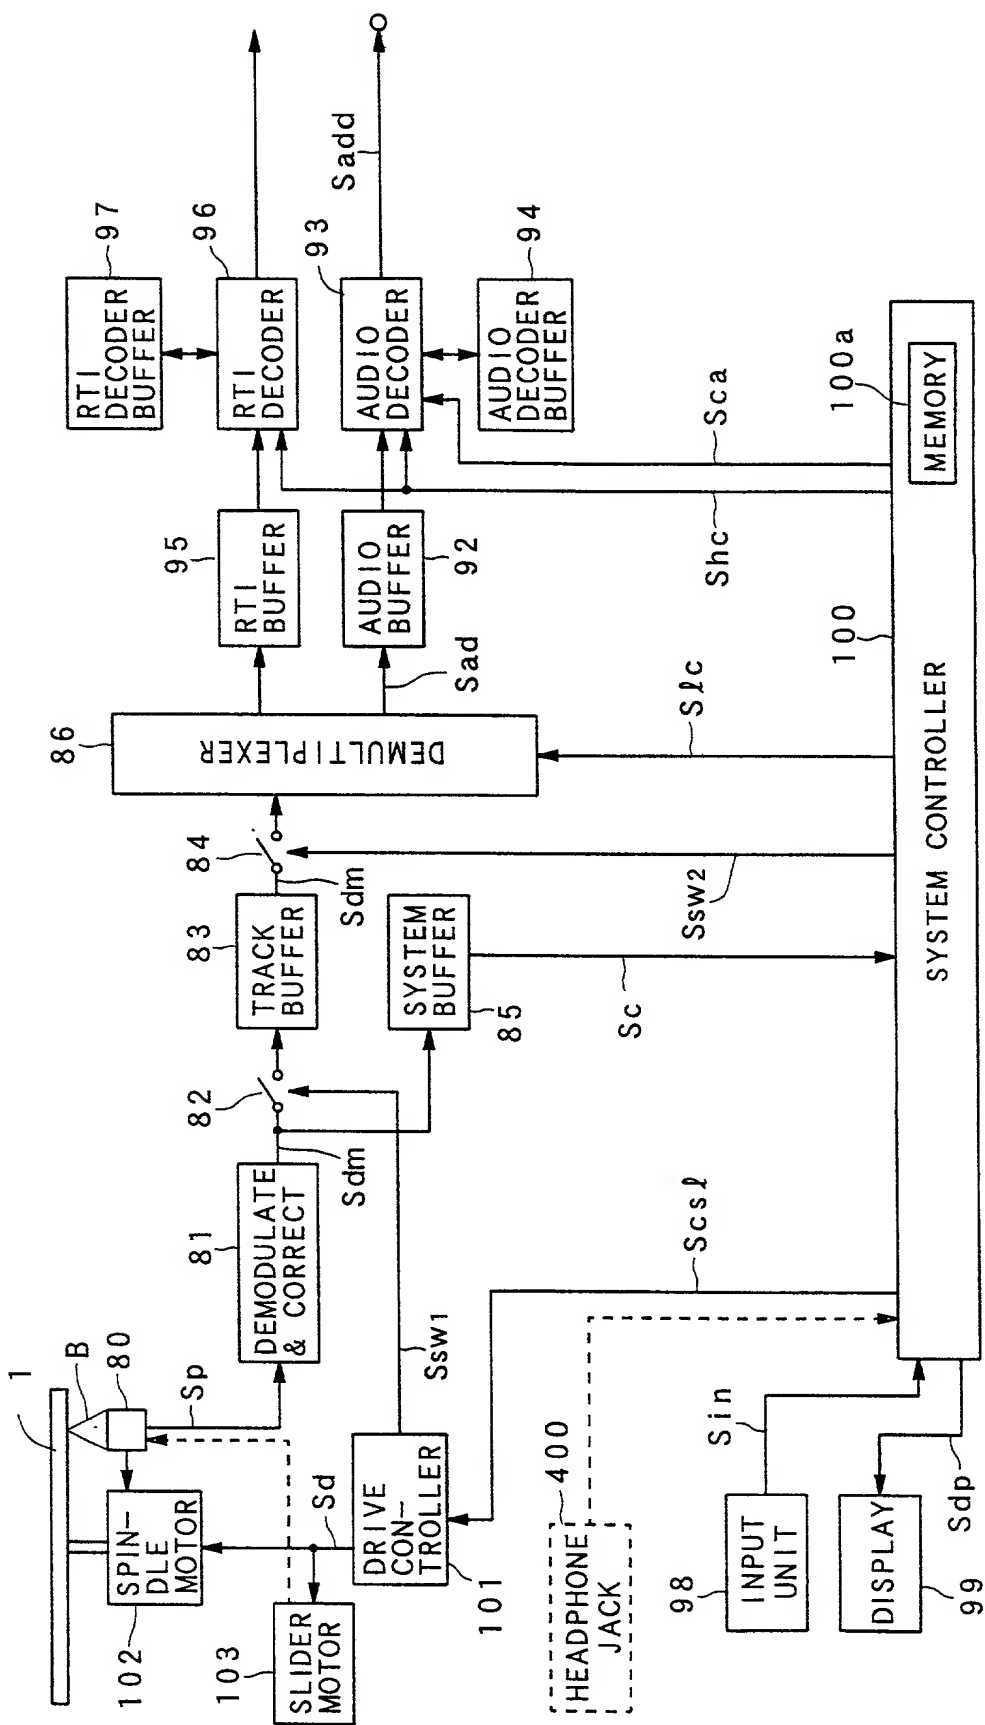 1
B
80
Sp
SPIN-
DLE
MOTOR
102
103
SLIDER
MOTOR
Sd
DRIVE
CON-
TROLLER
101
Ssw1
DEMODULATE
& CORRECT
81
Sdm
82
TRACK
BUFFER
83
Sdm
84
SYSTEM
BUFFER
85
Sc
Ssw2
DEMULTIPLEXER
86
Slc
Sad
RTI
BUFFER
95
AUDIO
BUFFER
92
RTI
DECODER
BUFFER
97
RTI
DECODER
96
AUDIO
DECODER
93
AUDIO
DECODER
BUFFER
94
Sadd
Shc
Sca
HEADPHONE
JACK
400
Scsl
INPUT
UNIT
98
Sin
DISPLAY
99
Sdp
SYSTEM CONTROLLER
100
MEMORY
100a